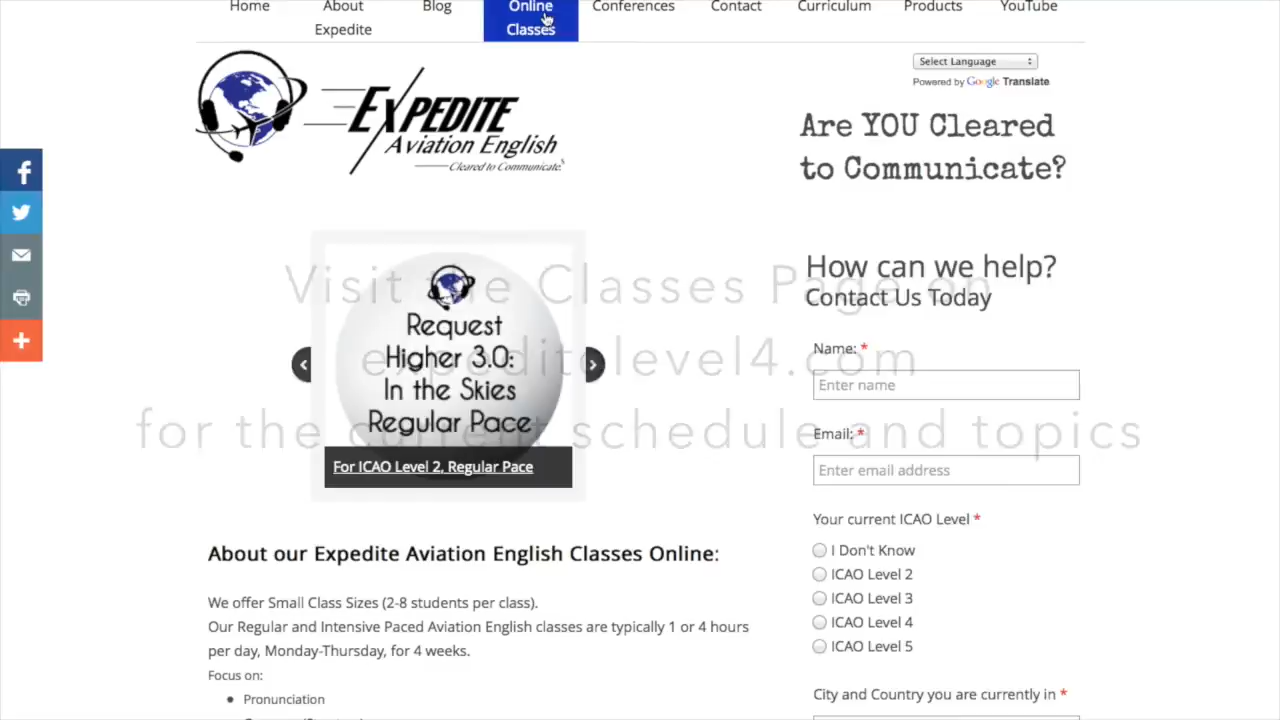 Home
About
Expedite
Blog
Online
Classes
Conferences
Contact
Curriculum
Products
YouTube
Select Language
Powered by Google Translate
EXPEDITE
Aviation English
Cleared to Communicate.
Are YOU Cleared
to Communicate?
Visit the Classes Page on
expeditelevel4.com
for the current schedule and topics
Request
Higher 3.0:
In the Skies
Regular Pace
For ICAO Level 2, Regular Pace
About our Expedite Aviation English Classes Online:
We offer Small Class Sizes (2-8 students per class).
Our Regular and Intensive Paced Aviation English classes are typically 1 or 4 hours
per day, Monday-Thursday, for 4 weeks.
Focus on:
Pronunciation
How can we help?
Contact Us Today
Name: *
Enter name
Email: *
Enter email address
Your current ICAO Level *
I Don't Know
ICAO Level 2
ICAO Level 3
ICAO Level 4
ICAO Level 5
City and Country you are currently in *